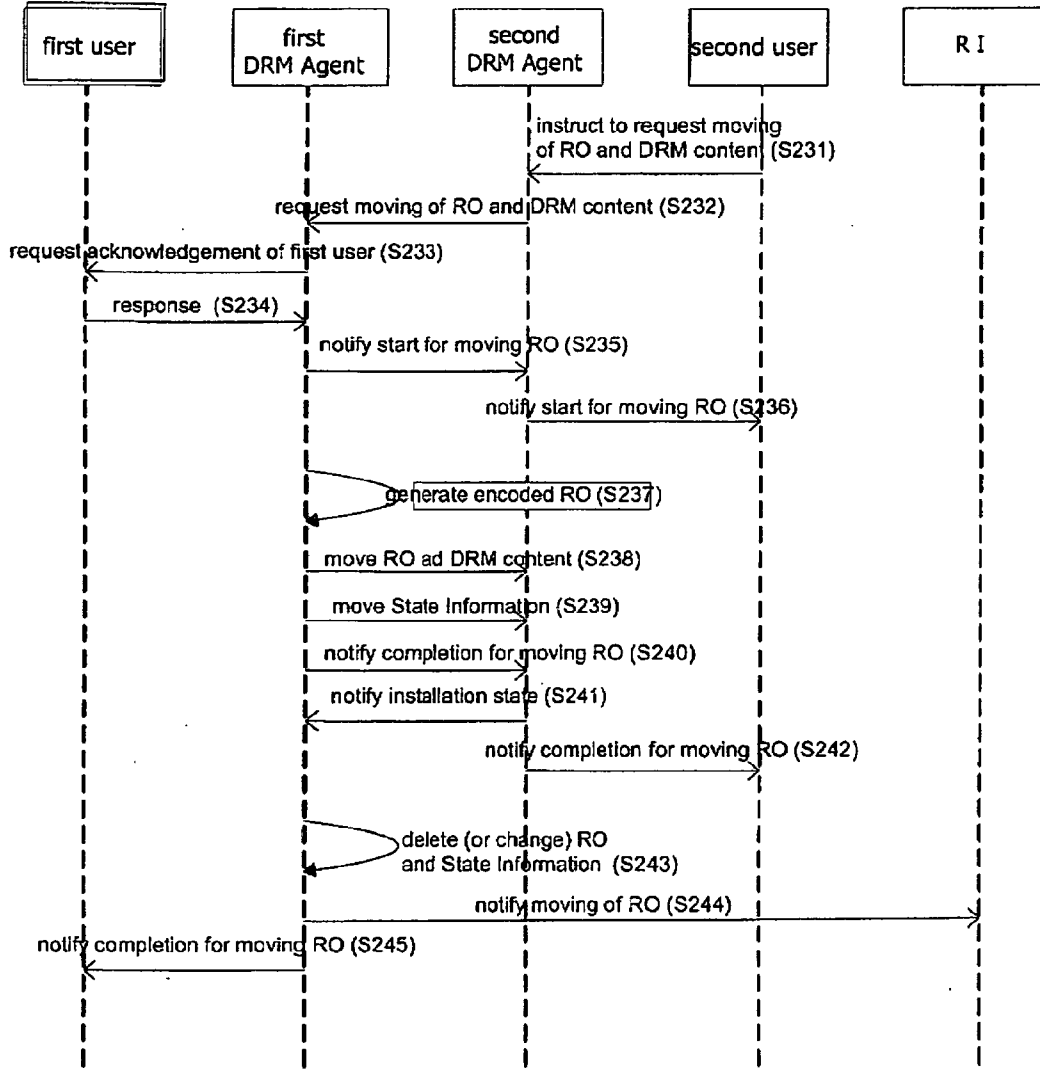 first user
first
DRM Agent
second
DRM Agent
second user
R I
instruct to request moving
of RO and DRM content (S231)
request moving of RO and DRM content (S232)
request acknowledgement of first user (S233)
response (S234)
notify start for moving RO (S235)
notify start for moving RO (S236)
generate encoded RO (S237)
move RO ad DRM content (S238)
move State Information (S239)
notify completion for moving RO (S240)
notify installation state (S241)
notify completion for moving RO (S242)
delete (or change) RO
and State Information (S243)
notify moving of RO (S244)
notify completion for moving RO (S245)